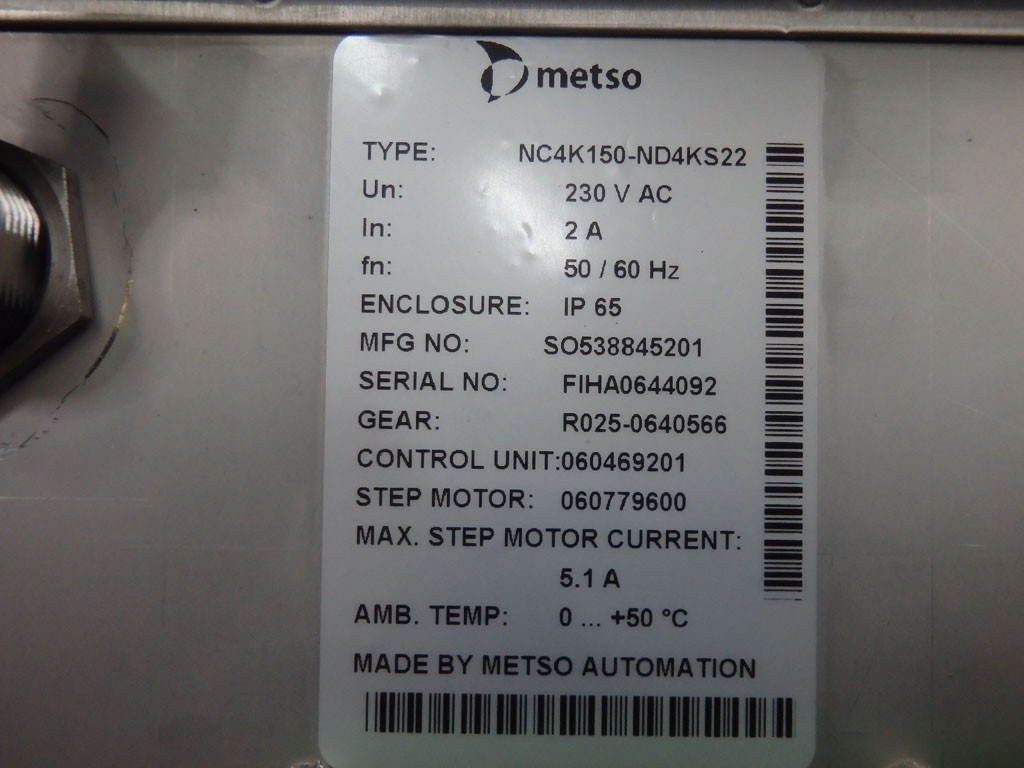 metso
TYPE: NC4K150-ND4KS22
Un: 230 V AC
In: 2 A
fn: 50 / 60 Hz
ENCLOSURE: IP 65
MFG NO: SO538845201
SERIAL NO: FIHA0644092
GEAR: R025-0640566
CONTROL UNIT:060469201
STEP MOTOR: 060779600
MAX. STEP MOTOR CURRENT:
5.1 A
AMB. TEMP: 0 ... +50 °C
MADE BY METSO AUTOMATION